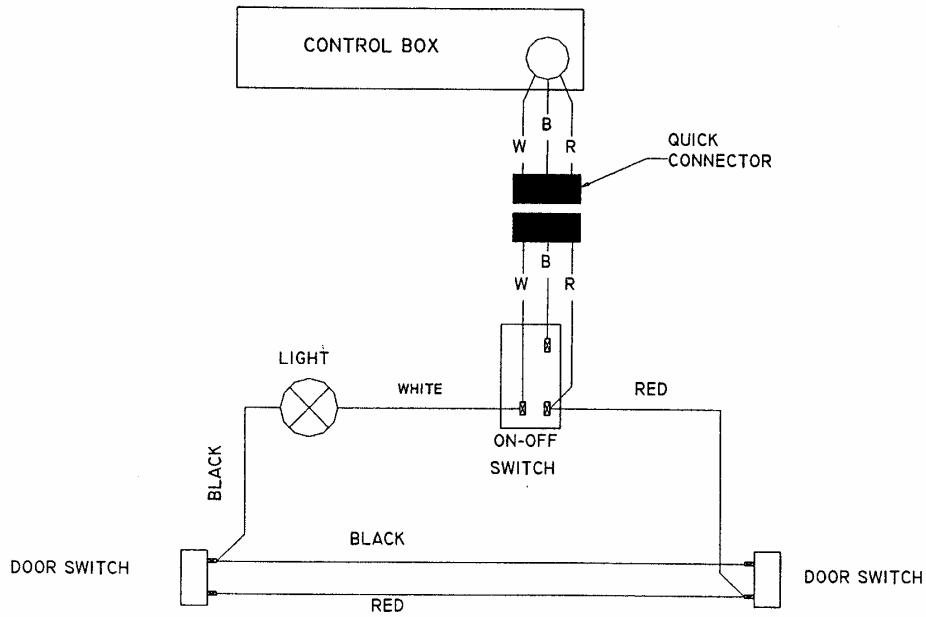 CONTROL BOX
B
W
R
QUICK
CONNECTOR
B
W
R
LIGHT
WHITE
RED
ON-OFF
SWITCH
BLACK
BLACK
DOOR SWITCH
DOOR SWITCH
RED